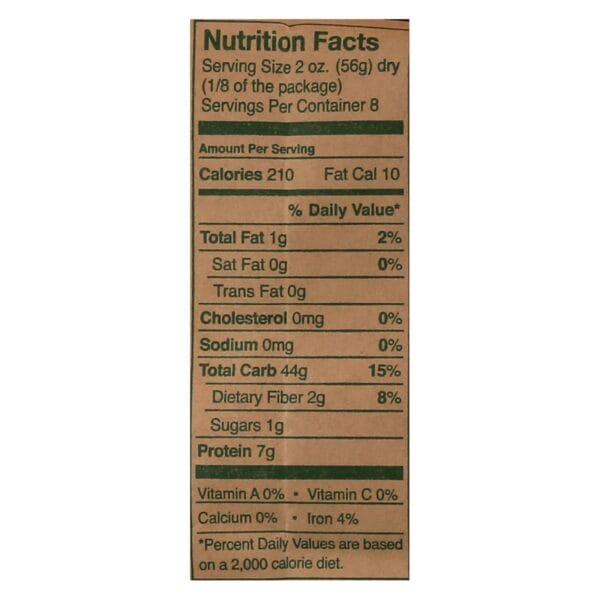 Nutrition Facts
Serving Size 2 oz. (56g) dry
(1/8 of the package)
Servings Per Container 8
Amount Per Serving
Calories 210 Fat Cal 10
% Daily Value*
Total Fat 1g 2%
Sat Fat 0g 0%
Trans Fat 0g
Cholesterol 0mg 0%
Sodium 0mg 0%
Total Carb 44g 15%
Dietary Fiber 2g 8%
Sugars 1g
Protein 7g
Vitamin A 0% • Vitamin C 0%
Calcium 0% • Iron 4%
*Percent Daily Values are based
on a 2,000 calorie diet.